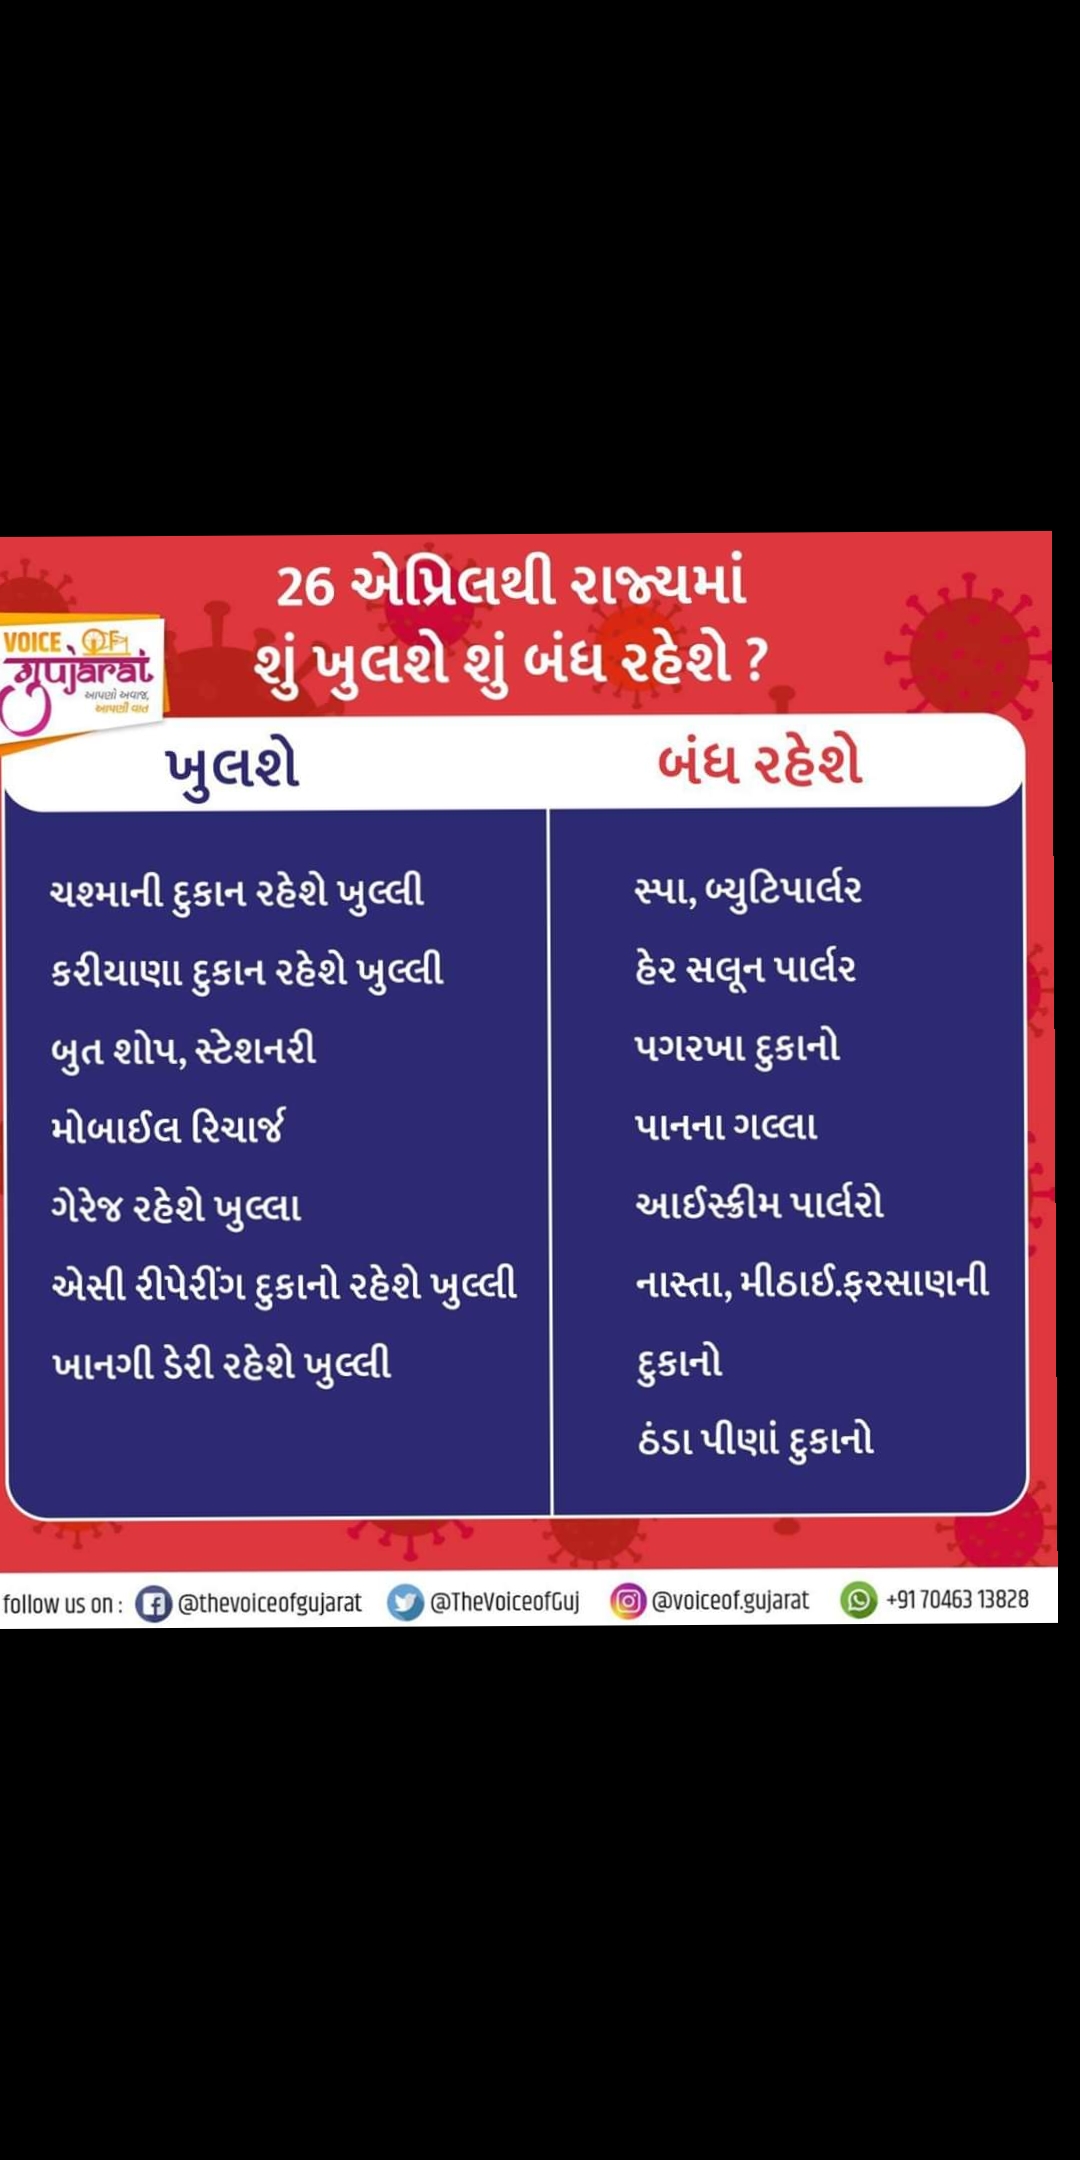 26 એપ્રિલથી રાજ્યમાં
શું ખુલશે શું બંધ રહેશે ?
VOICE OF
gujarat
આપણો અવાજ,
આપણી વાત
ખુલશે
બંધ રહેશે
ચશ્માની દુકાન રહેશે ખુલ્લી
કરીયાણા દુકાન રહેશે ખુલ્લી
બુત શોપ, સ્ટેશનરી
મોબાઈલ રિચાર્જ
ગેરેજ રહેશે ખુલ્લા
એસી રીપેરીંગ દુકાનો રહેશે ખુલ્લી
ખાનગી ડેરી રહેશે ખુલ્લી
સ્પા, બ્યુટિપાર્લર
હેર સલૂન પાર્લર
પગરખા દુકાનો
પાનના ગલ્લા
આઈસ્ક્રીમ પાર્લરો
નાસ્તા, મીઠાઈ.ફરસાણની
દુકાનો
ઠંડા પીણાં દુકાનો
follow us on : @thevoiceofgujarat @TheVoiceofGuj @voiceof.gujarat +91 70463 13828